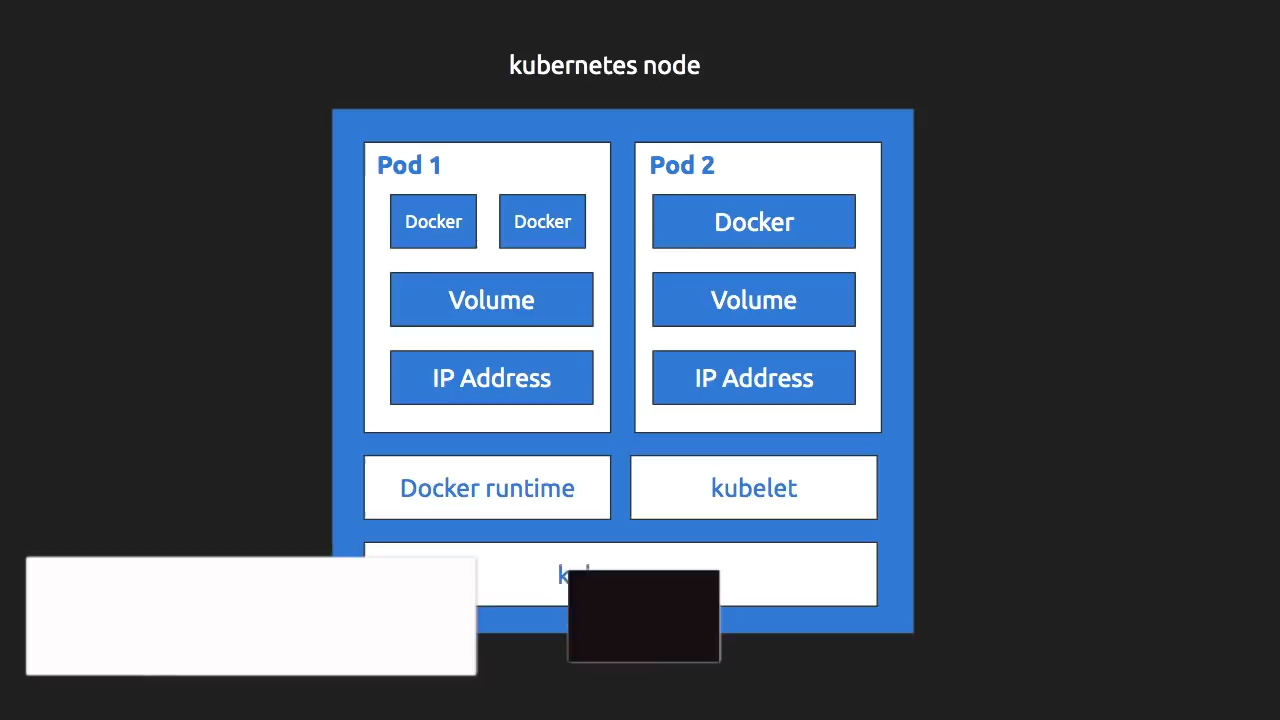 kubernetes node
Pod 1
Docker Docker
Volume
IP Address
Pod 2
Docker
Volume
IP Address
Docker runtime
kubelet